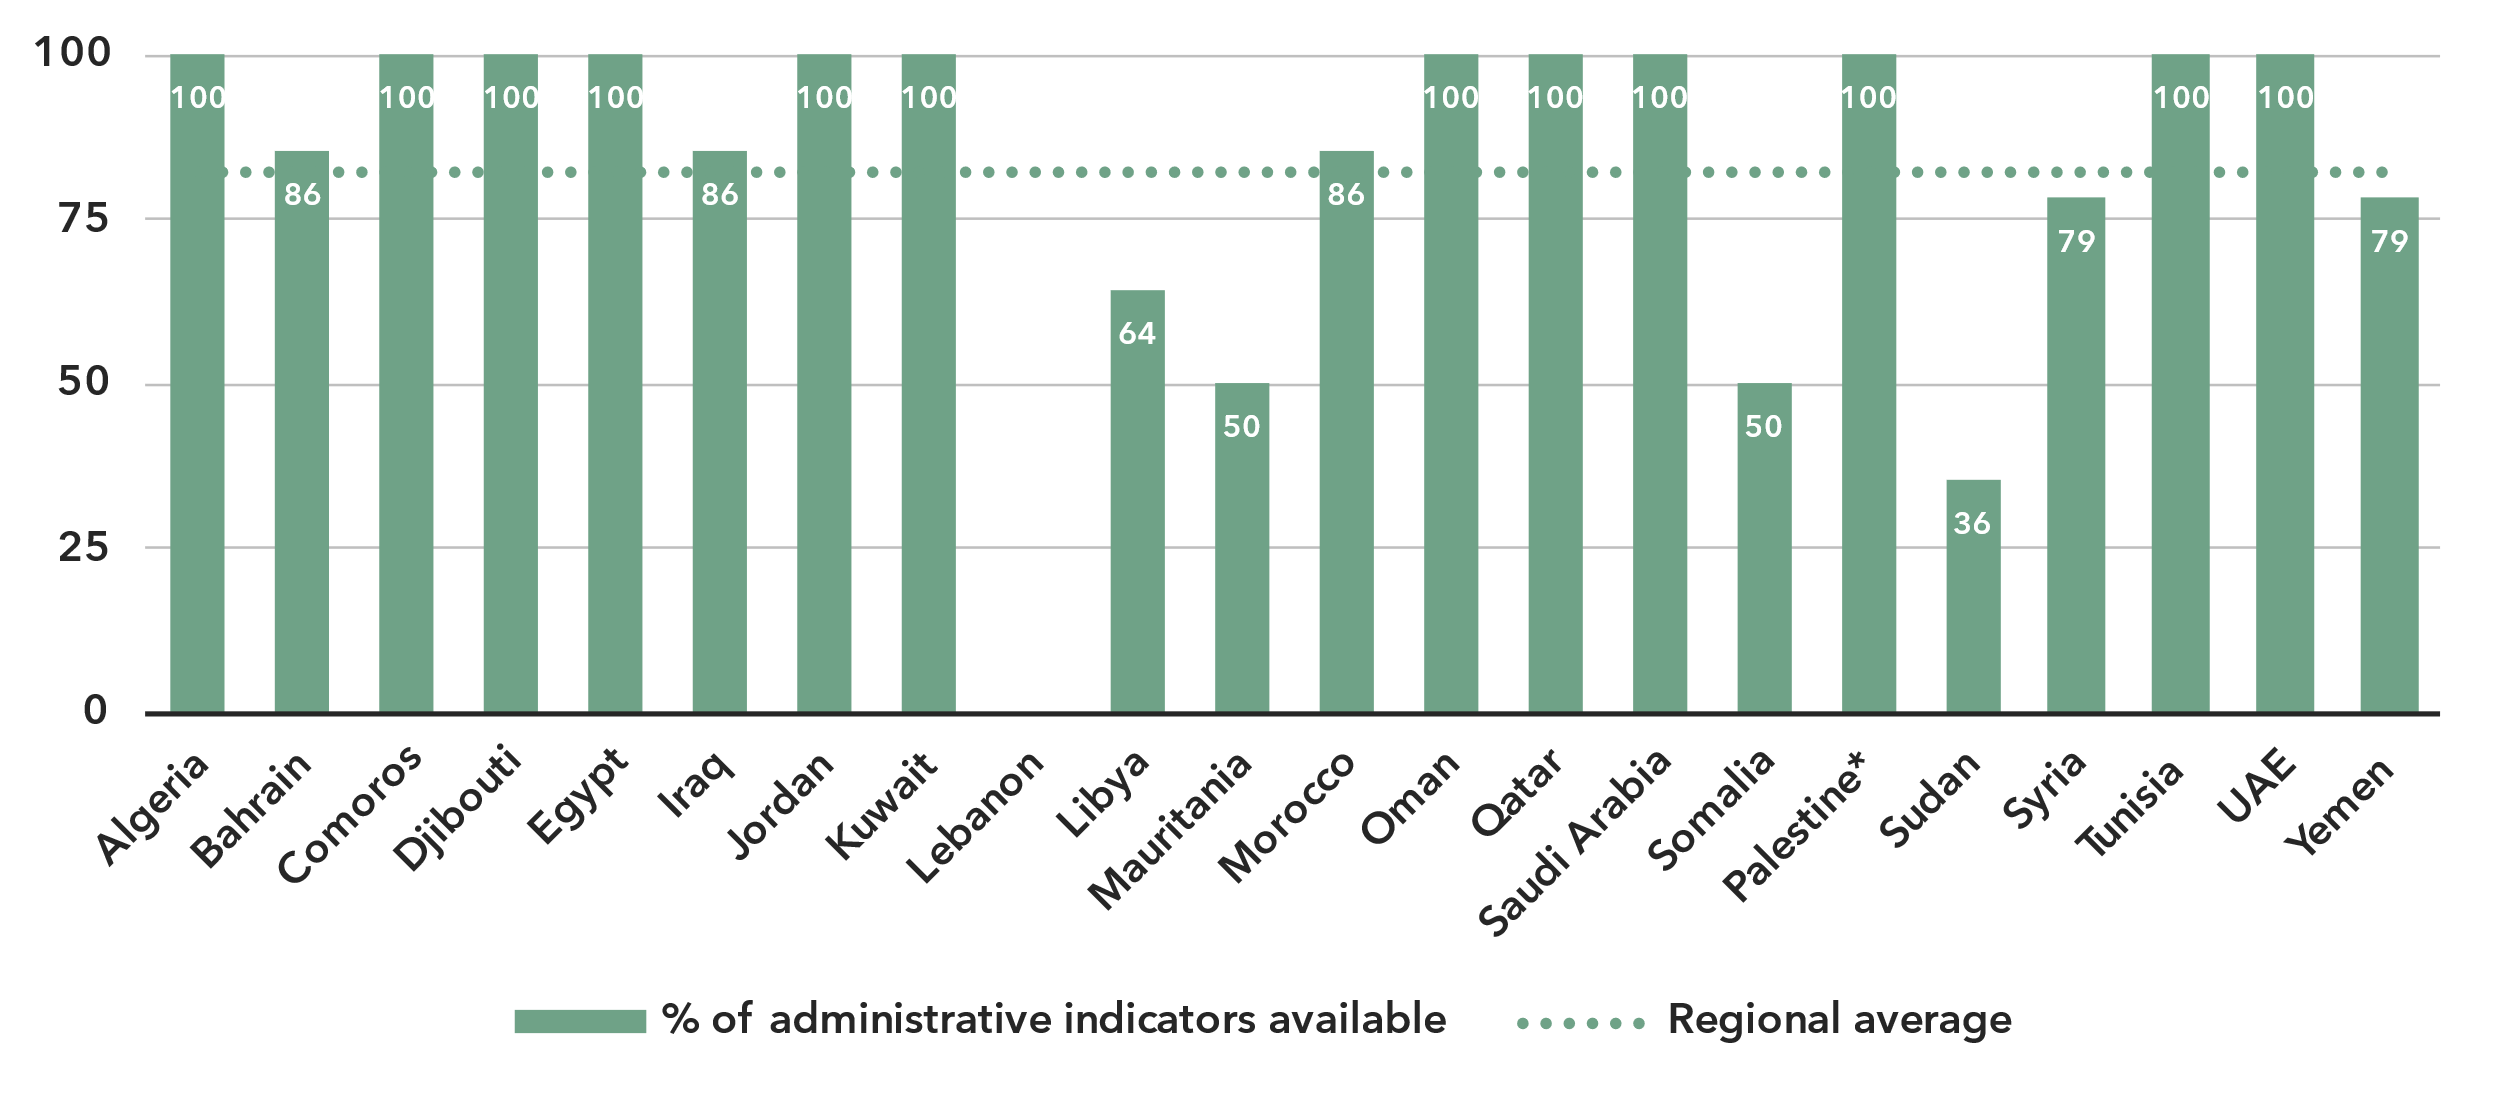 100
75
50
25
0
100
86
100
100
100
86
100
100
64
50
86
100
100
100
50
100
36
79
100
100
79
Algeria
Bahrain
Comoros
Djibouti
Egypt
Iraq
Jordan
Kuwait
Lebanon
Libya
Mauritania
Morocco
Oman
Qatar
Saudi Arabia
Somalia
Palestine*
Sudan
Syria
Tunisia
UAE
Yemen
% of administrative indicators available
Regional average